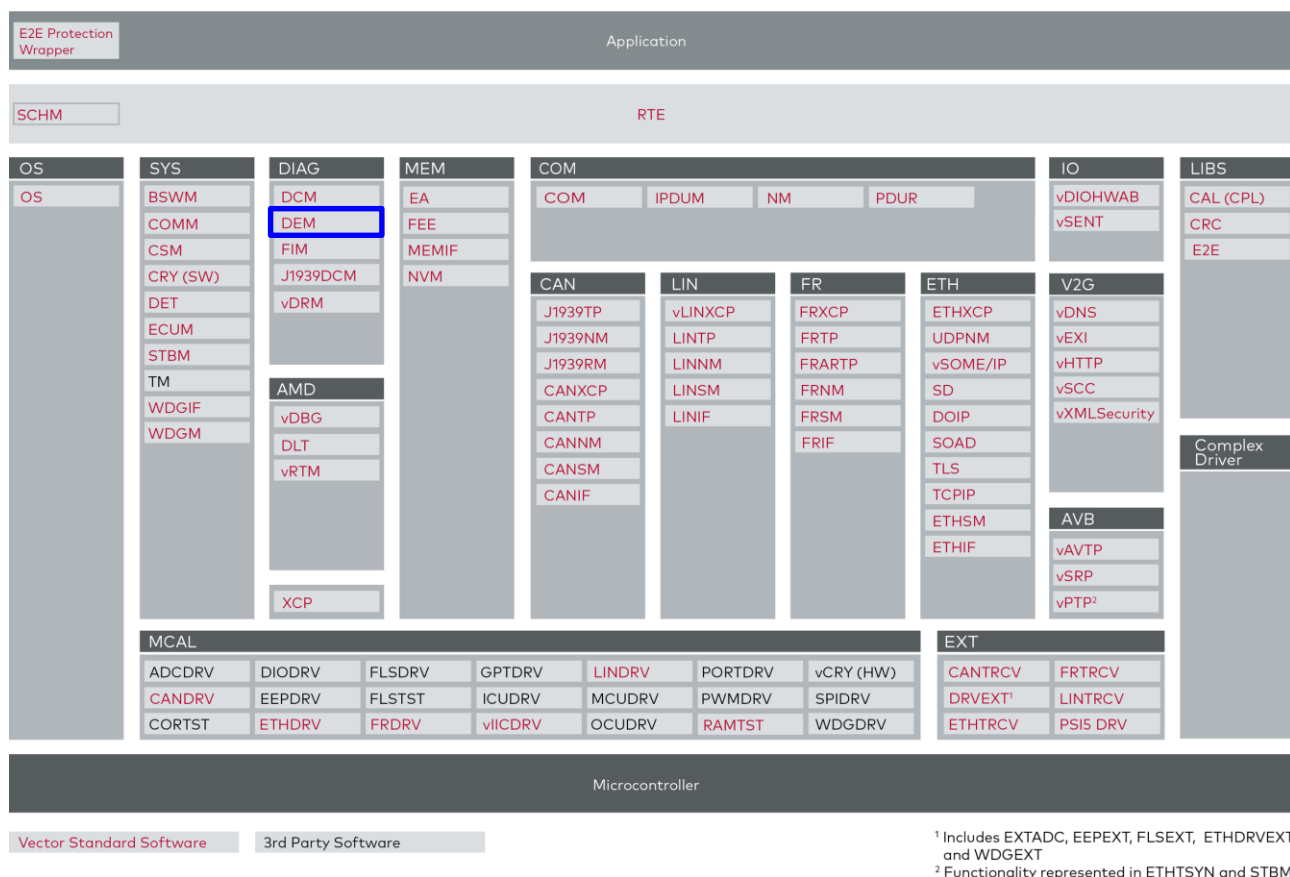 E2E Protection
Wrapper
Application
SCHM
RTE
OS
OS
SYS
BSWM
COMM
CSM
CRY (SW)
DET
ECUM
STBM
TM
WDGIF
WDGM
DIAG
DCM
DEM
FIM
J1939DCM
vDRM
AMD
vDBG
DLT
vRTM
XCP
MEM
EA
FEE
MEMIF
NVM
COM
COM IPDUM NM PDUR
CAN
J1939TP
J1939NM
J1939RM
CANXCP
CANTP
CANNM
CANSM
CANIF
LIN
vLINXCP
LINTP
LINNM
LINSM
LINIF
FR
FRXCP
FRTP
FRARTP
FRNM
FRSM
FRIF
ETH
ETHXCP
UDPNM
vSOME/IP
SD
DOIP
SOAD
TLS
TCPIP
ETHSM
ETHIF
IO
vDIOHWAB
vSENT
V2G
vDNS
vEXI
vHTTP
vSCC
vXMLSecurity
AVB
vAVTP
vSRP
vPTP²
LIBS
CAL (CPL)
CRC
E2E
Complex
Driver
MCAL
ADCDRV DIODRV FLSDRV GPTDRV LINDRV PORTDRV vCRY (HW)
CANDRV EEPDRV FLSTST ICUDRV MCUDRV PWMDRV SPIDRV
CORTST ETHDRV FRDRV vIICDRV OCUDRV RAMTST WDGDRV
EXT
CANTRCV FRTRCV
DRVEXT¹ LINTRCV
ETHTRCV PSI5 DRV
Microcontroller
Vector Standard Software 3rd Party Software
¹ Includes EXTADC, EEPEXT, FLSEXT, ETHDRVEXT
and WDGEXT
² Functionality represented in ETHTSYN and STBM